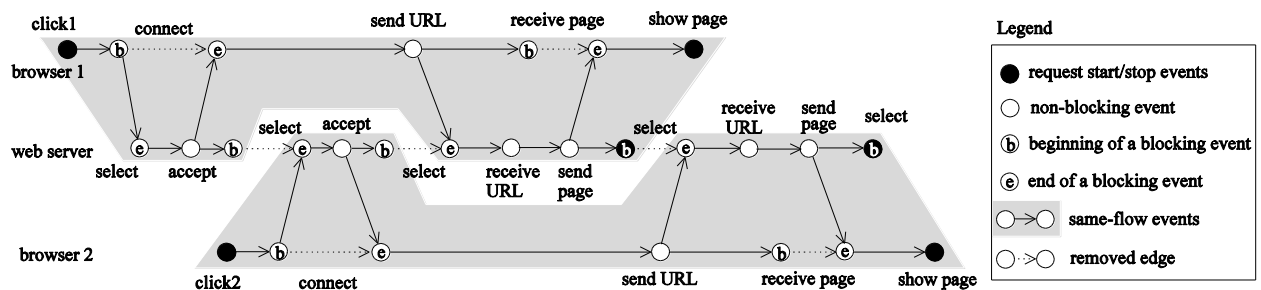 click1
connect
send URL
receive page
show page
b
e
b
e
browser 1
web server
e
b
select
accept
select
accept
e
b
select
e
receive
URL
send
page
b
select
receive
URL
send
page
select
e
b
browser 2
b
e
b
e
click2
connect
send URL
receive page
show page
Legend
request start/stop events
non-blocking event
b
beginning of a blocking event
e
end of a blocking event
same-flow events
removed edge